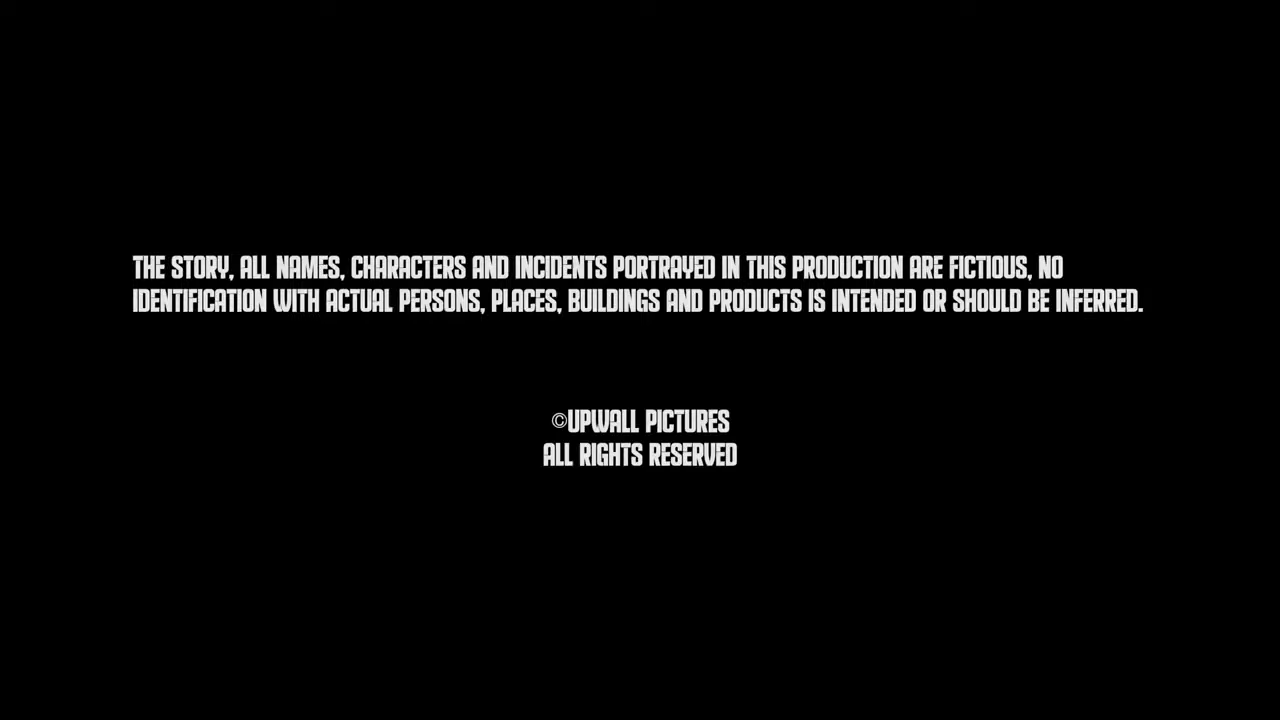 THE STORY, ALL NAMES, CHARACTERS AND INCIDENTS PORTRAYED IN THIS PRODUCTION ARE FICTIOUS, NO
IDENTIFICATION WITH ACTUAL PERSONS, PLACES, BUILDINGS AND PRODUCTS IS INTENDED OR SHOULD BE INFERRED.
©UPWALL PICTURES
ALL RIGHTS RESERVED